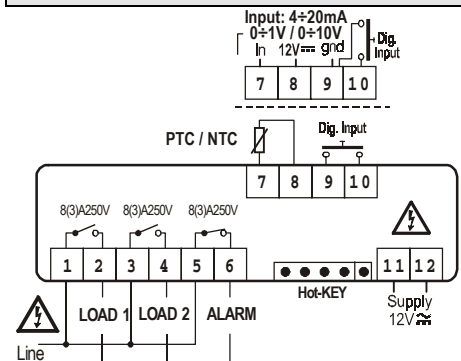 Input: 4÷20mA
0÷1V / 0÷10V
In 12V⎓ gnd
Dig.
Input
7 8 9 10
PTC / NTC
Dig. Input
7 8 9 10
8(3)A250V 8(3)A250V 8(3)A250V
1 2 3 4 5 6
11 12
Hot-KEY
LOAD 1 LOAD 2 ALARM
Supply
12V
Line